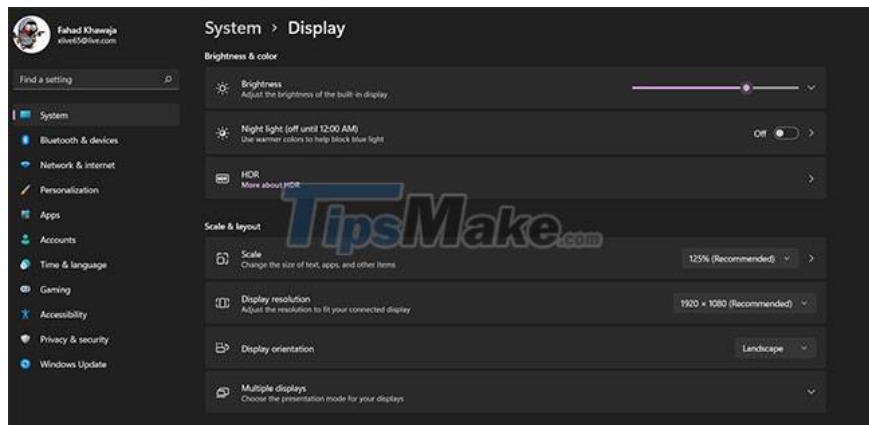 Fahad Khawaja
xlive65@live.com
Find a setting
System
Bluetooth & devices
Network & internet
Personalization
Apps
Accounts
Time & language
Gaming
Accessibility
Privacy & security
Windows Update
System > Display
Brightness & color
Brightness
Adjust the brightness of the built-in display
Night light (off until 12:00 AM)
Use warmer colors to help block blue light
Off
HDR
HDR
More about HDR
TipsMake.com
Scale & layout
Scale
Change the size of text, apps, and other items
125% (Recommended)
Display resolution
Adjust the resolution to fit your connected display
1920 × 1080 (Recommended)
Display orientation
Landscape
Multiple displays
Choose the presentation mode for your displays